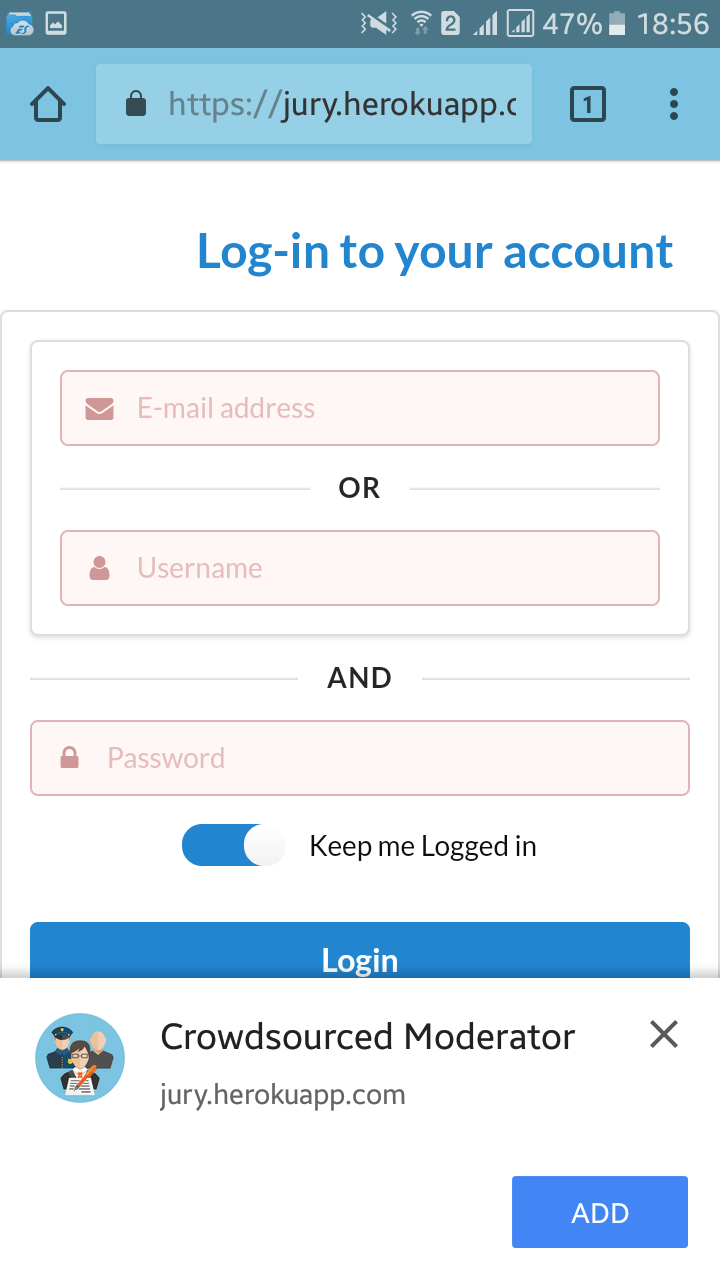 2 47% 18:56
https://jury.herokuapp.c
1
Log-in to your account
E-mail address
OR
Username
AND
Password
Keep me Logged in
Login
Crowdsourced Moderator
jury.herokuapp.com
ADD